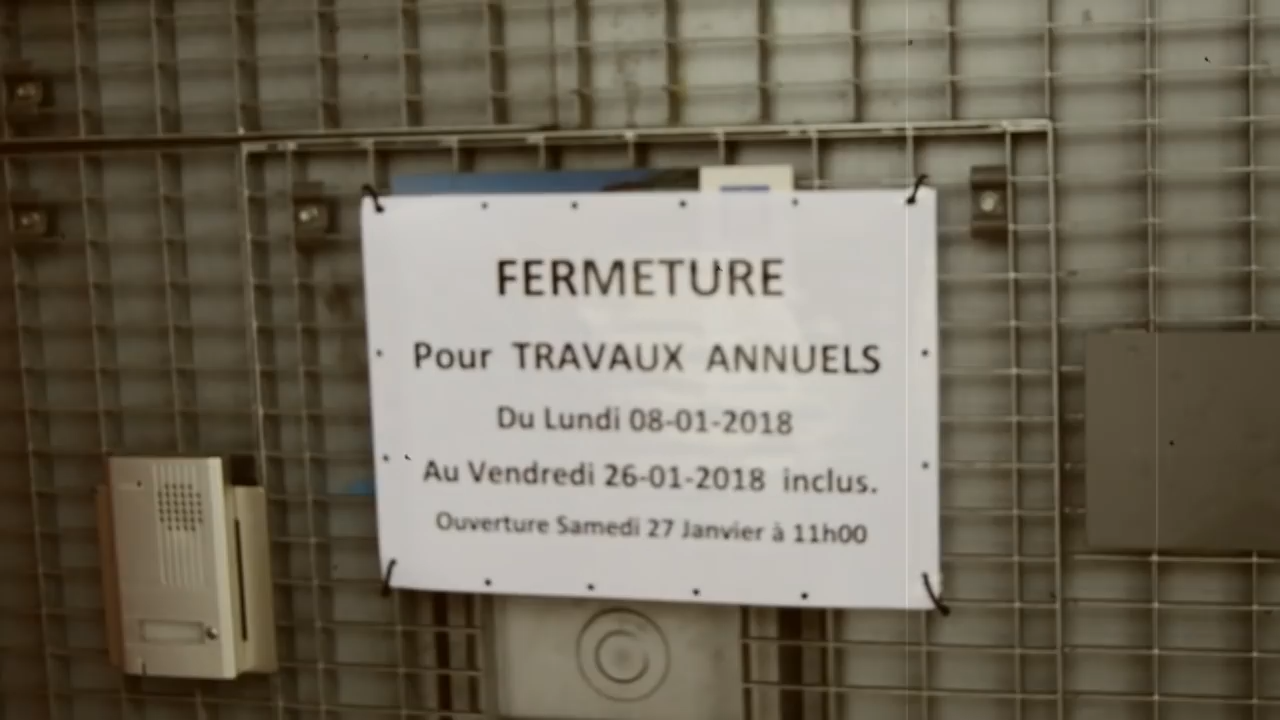 FERMETURE
Pour TRAVAUX ANNUELS
Du Lundi 08-01-2018
Au Vendredi 26-01-2018 inclus.
Ouverture Samedi 27 Janvier à 11h00